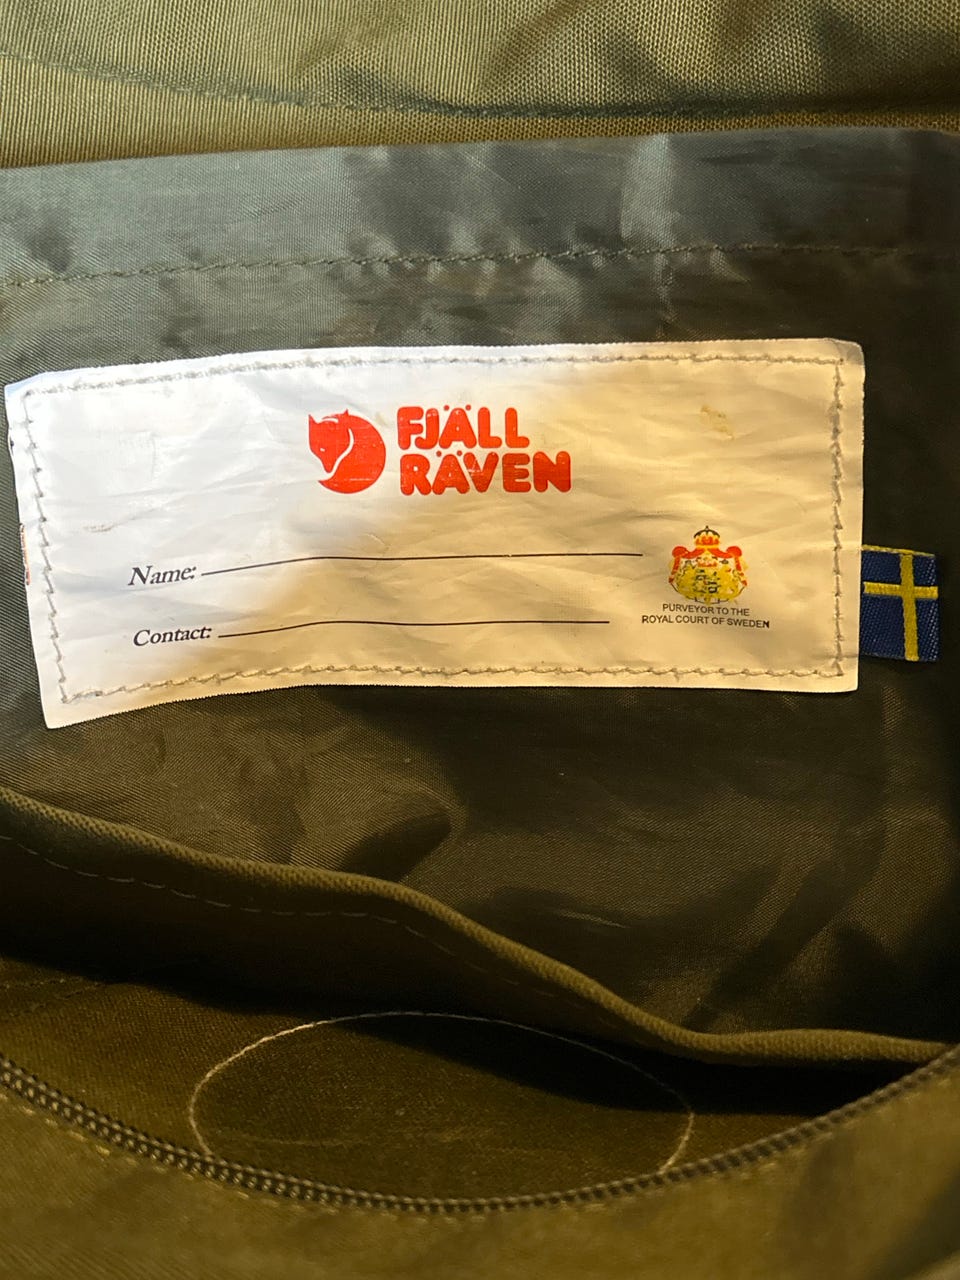 FJÄLL
RÄVEN
Name:
Contact:
PURVEYOR TO THE
ROYAL COURT OF SWEDEN